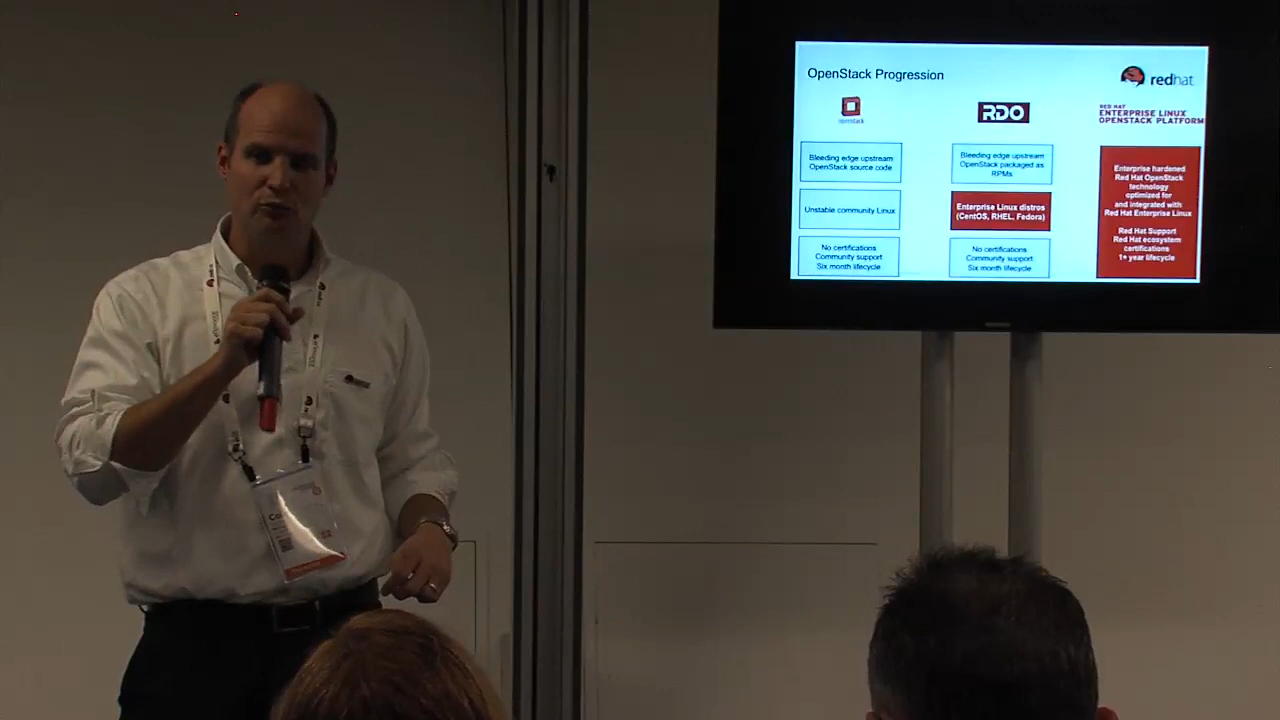 OpenStack Progression
redhat
openstack
RDO
RED HAT
ENTERPRISE LINUX
OPENSTACK PLATFORM
Bleeding edge upstream
OpenStack source code
Bleeding edge upstream
OpenStack packaged as
RPMs
Enterprise hardened
Red Hat OpenStack
technology
optimized for
and integrated with
Red Hat Enterprise Linux
Red Hat Support
Red Hat ecosystem
certifications
1+ year lifecycle
Unstable community Linux
Enterprise Linux distros
(CentOS, RHEL, Fedora)
No certifications
Community support
Six month lifecycle
No certifications
Community support
Six month lifecycle